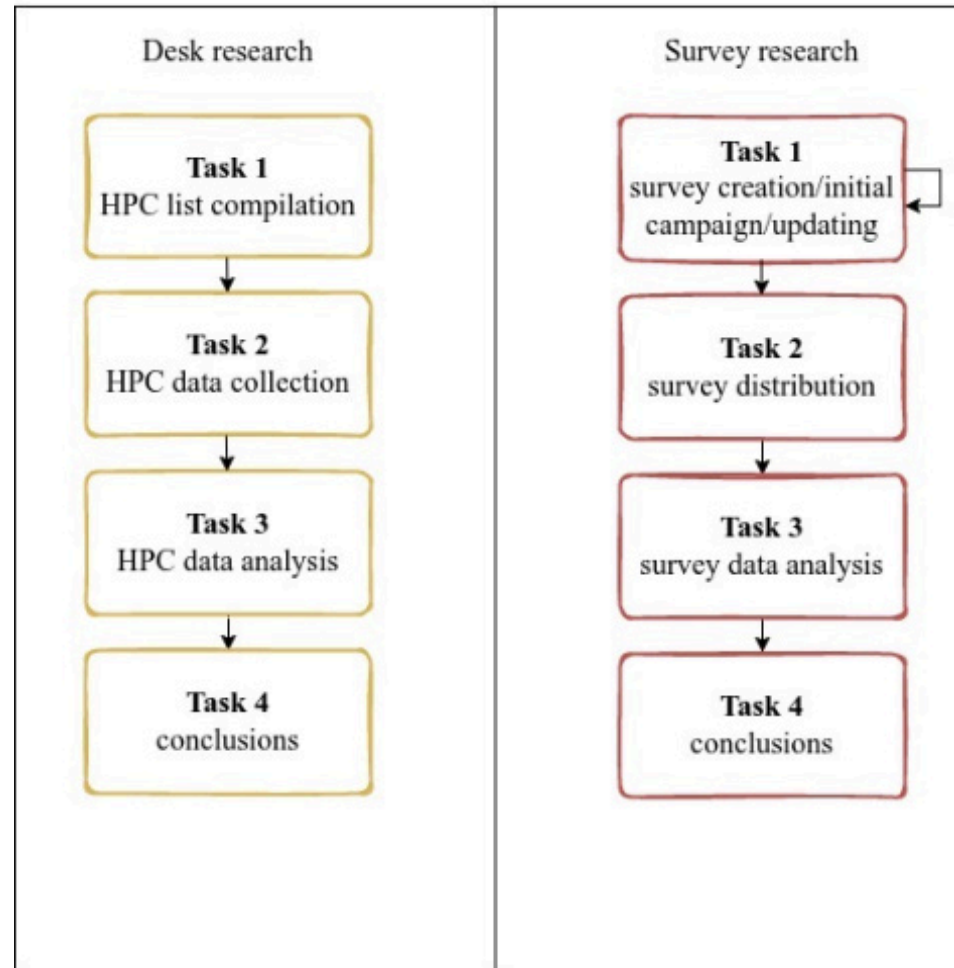 Desk research
Task 1
HPC list compilation
Task 2
HPC data collection
Task 3
HPC data analysis
Task 4
conclusions
Survey research
Task 1
survey creation/initial
campaign/updating
Task 2
survey distribution
Task 3
survey data analysis
Task 4
conclusions